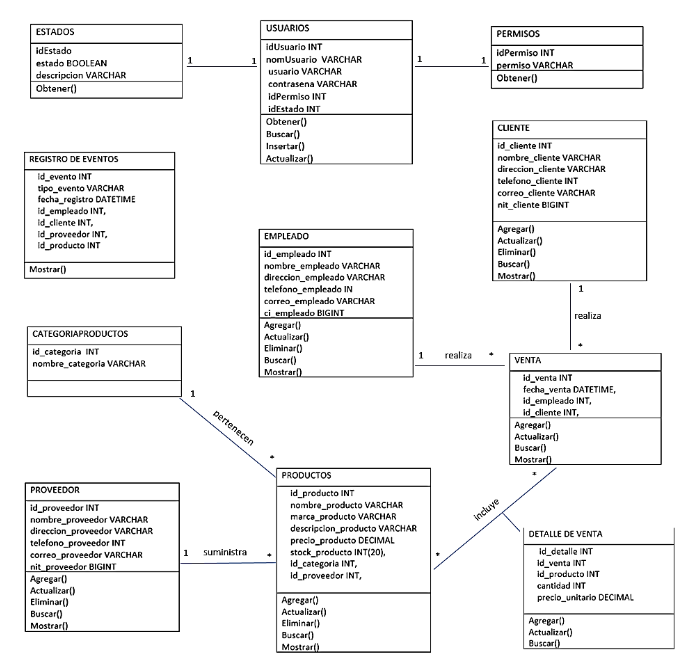 ESTADOS
idEstado
estado BOOLEAN
descripcion VARCHAR
Obtener()
1
1
USUARIOS
idUsuario INT
nomUsuario VARCHAR
usuario VARCHAR
contrasena VARCHAR
idPermiso INT
idEstado INT
Obtener()
Buscar()
Insertar()
Actualizar()
1
1
PERMISOS
idPermiso INT
permiso VARCHAR
Obtener()
REGISTRO DE EVENTOS
id_evento INT
tipo_evento VARCHAR
fecha_registro DATETIME
id_empleado INT,
id_cliente INT,
id_proveedor INT,
id_producto INT
Mostrar()
CLIENTE
id_cliente INT
nombre_cliente VARCHAR
direccion_cliente VARCHAR
telefono_cliente INT
correo_cliente VARCHAR
nit_cliente BIGINT
Agregar()
Actualizar()
Eliminar()
Buscar()
Mostrar()
1
realiza
*
EMPLEADO
id_empleado INT
nombre_empleado VARCHAR
direccion_empleado VARCHAR
telefono_empleado IN
correo_empleado VARCHAR
ci_empleado BIGINT
Agregar()
Actualizar()
Eliminar()
Buscar()
Mostrar()
1
realiza
*
CATEGORIAPRODUCTOS
id_categoria INT
nombre_categoria VARCHAR
1
pertenecen
*
VENTA
id_venta INT
fecha_venta DATETIME,
id_empleado INT,
id_cliente INT,
Agregar()
Actualizar()
Buscar()
Mostrar()
*
incluye
*
PROVEEDOR
id_proveedor INT
nombre_proveedor VARCHAR
direccion_proveedor VARCHAR
telefono_proveedor INT
correo_proveedor VARCHAR
nit_proveedor BIGINT
Agregar()
Actualizar()
Eliminar()
Buscar()
Mostrar()
1
suministra
*
PRODUCTOS
id_producto INT
nombre_producto VARCHAR
marca_producto VARCHAR
descripcion_producto VARCHAR
precio_producto DECIMAL
stock_producto INT(20),
id_categoria INT,
id_proveedor INT,
Agregar()
Actualizar()
Eliminar()
Buscar()
Mostrar()
DETALLE DE VENTA
id_detalle INT
id_venta INT
id_producto INT
cantidad INT
precio_unitario DECIMAL
Agregar()
Actualizar()
Buscar()